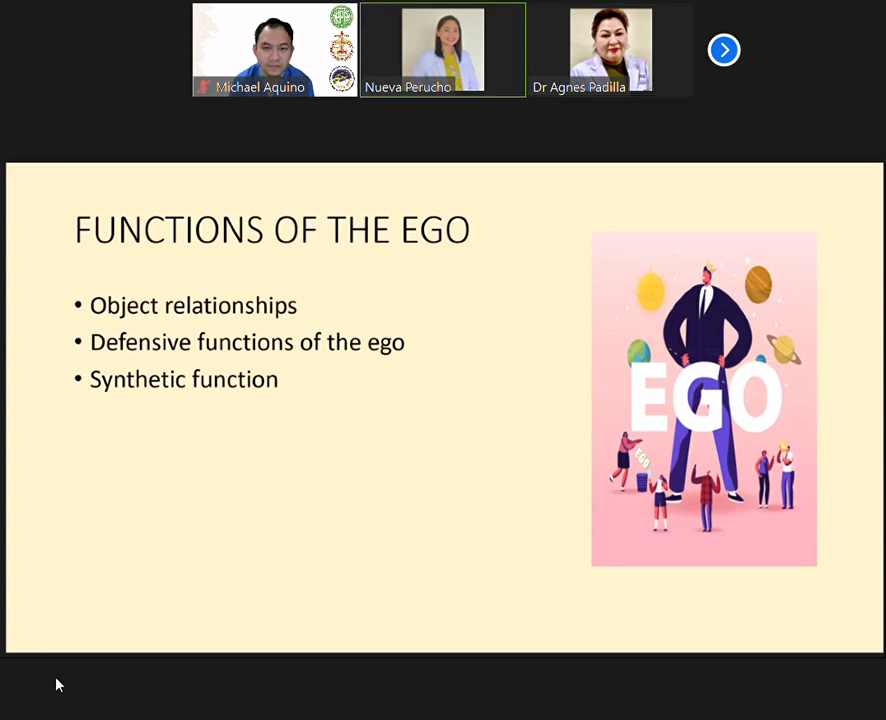 Michael Aquino
Nueva Perucho
Dr Agnes Padilla
FUNCTIONS OF THE EGO
• Object relationships
• Defensive functions of the ego
• Synthetic function
EGO
EGO